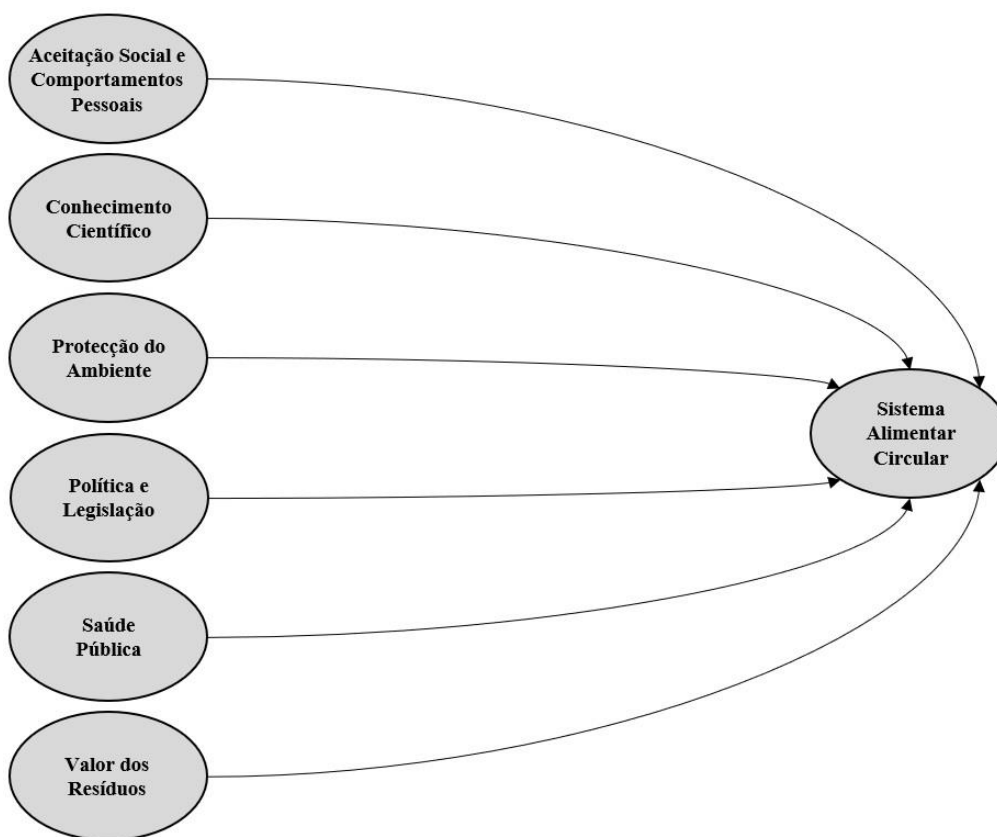 Aceitação Social e
Comportamentos
Pessoais
Conhecimento
Científico
Protecção do
Ambiente
Sistema
Alimentar
Circular
Política e
Legislação
Saúde
Pública
Valor dos
Resíduos